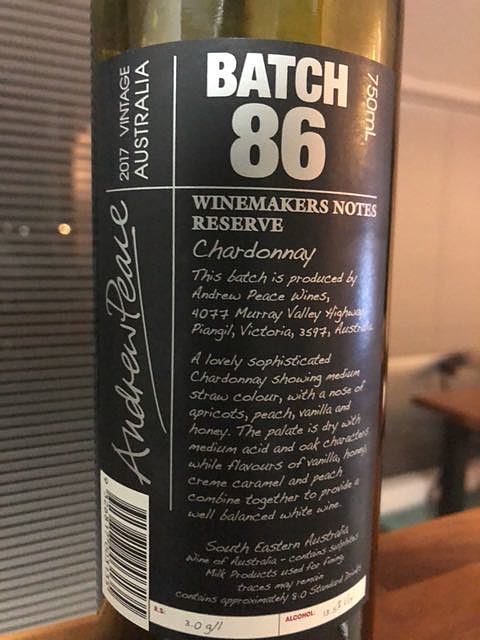 2017 VINTAGE
AUSTRALIA
BATCH
86
750mL
Andrew Peace
WINEMAKERS NOTES
RESERVE
Chardonnay
This batch is produced by
Andrew Peace Wines,
4077 Murray Valley Highway
Piangil, Victoria, 3597, Australia
A lovely sophisticated
Chardonnay showing medium
straw colour, with a nose of
apricots, peach, vanilla and
honey. The palate is dry with
medium acid and oak characters
while flavours of vanilla, honey,
creme caramel and peach
combine together to provide a
well balanced white wine.
South Eastern Australia
Wine of Australia - contains sulphites
Milk Products used for fining,
traces may remain
contains approximately 8.0 Standard Drinks
R.S: 3.0 g/l
ALCOHOL: